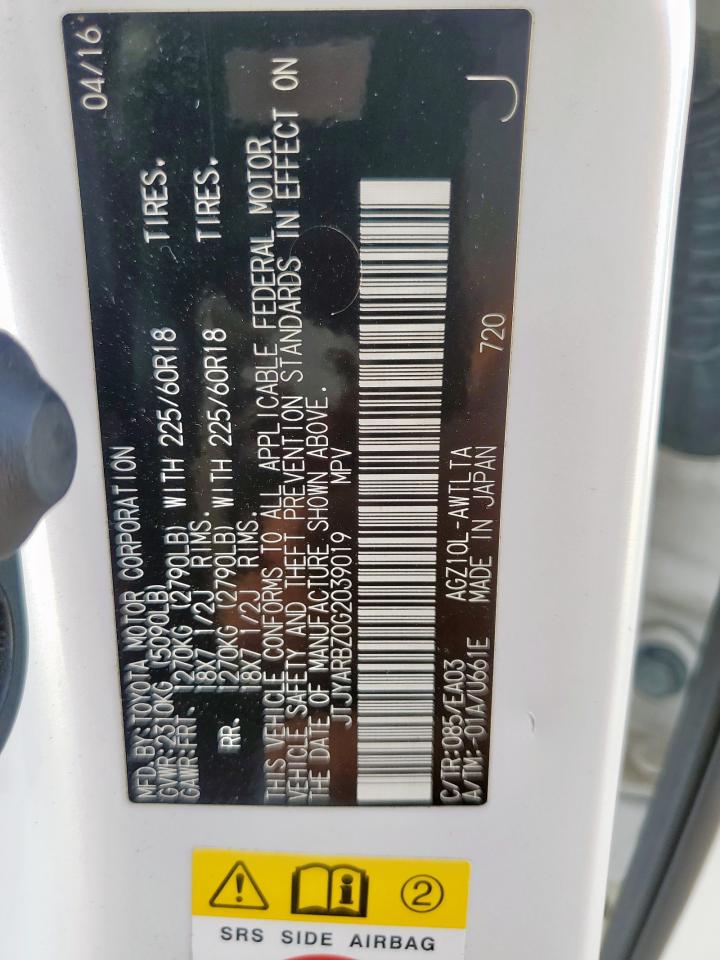 MFD.BY:TOYOTA MOTOR CORPORATION 04/16
GVWR:2310KG (5090LB)
GAWR:FRT. 1270KG (2790LB) WITH 225/60R18 TIRES.
18X7 1/2J RIMS.
RR. 1270KG (2790LB) WITH 225/60R18 TIRES.
18X7 1/2J RIMS.
THIS VEHICLE CONFORMS TO ALL APPLICABLE FEDERAL MOTOR
VEHICLE SAFETY AND THEFT PREVENTION STANDARDS IN EFFECT ON
THE DATE OF MANUFACTURE SHOWN ABOVE.
JTJYARBZ0G2039019 MPV
C/TR:085/EA03 AGZ10L-AWTLTA 720
A/TM:-01A/U661E MADE IN JAPAN J
2
SRS SIDE AIRBAG